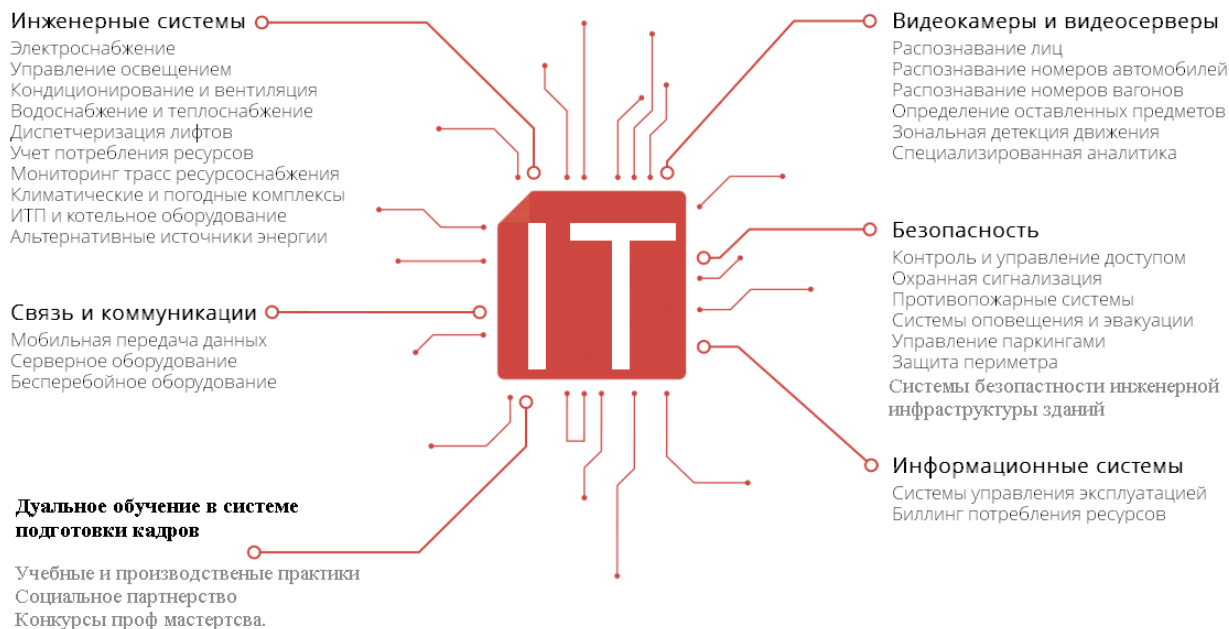 Инженерные системы
Электроснабжение
Управление освещением
Кондиционирование и вентиляция
Водоснабжение и теплоснабжение
Диспетчеризация лифтов
Учет потребления ресурсов
Мониторинг трасс ресурсоснабжения
Климатические и погодные комплексы
ИТП и котельное оборудование
Альтернативные источники энергии
Связь и коммуникации
Мобильная передача данных
Серверное оборудование
Бесперебойное оборудование
Дуальное обучение в системе
подготовки кадров
Учебные и производственые практики
Социальное партнерство
Конкурсы проф мастертсва.
IT
Видеокамеры и видеосерверы
Распознавание лиц
Распознавание номеров автомобилей
Распознавание номеров вагонов
Определение оставленных предметов
Зональная детекция движения
Специализированная аналитика
Безопасность
Контроль и управление доступом
Охранная сигнализация
Противопожарные системы
Системы оповещения и эвакуации
Управление паркингами
Защита периметра
Системы безопастности инженерной
инфраструктуры зданий
Информационные системы
Системы управления эксплуатацией
Биллинг потребления ресурсов